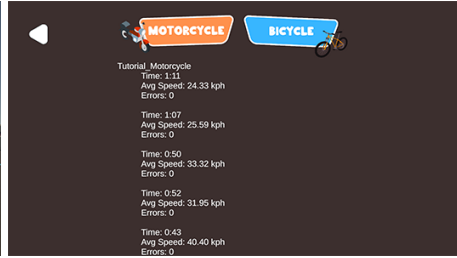 MOTORCYCLE
BICYCLE
Tutorial_Motorcycle
Time: 1:11
Avg Speed: 24.33 kph
Errors: 0
Time: 1:07
Avg Speed: 25.59 kph
Errors: 0
Time: 0:50
Avg Speed: 33.32 kph
Errors: 0
Time: 0:52
Avg Speed: 31.95 kph
Errors: 0
Time: 0:43
Avg Speed: 40.40 kph
Errors: 0